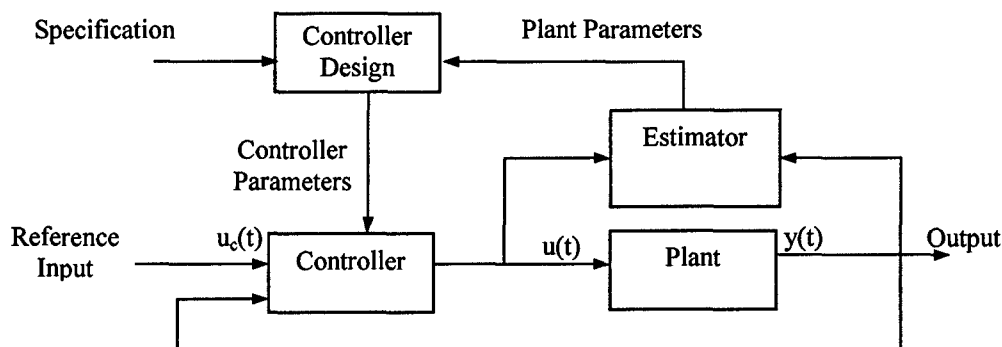 Specification
Controller
Design
Plant Parameters
Estimator
Controller
Parameters
Reference
Input
u_c(t)
Controller
u(t)
Plant
y(t)
Output